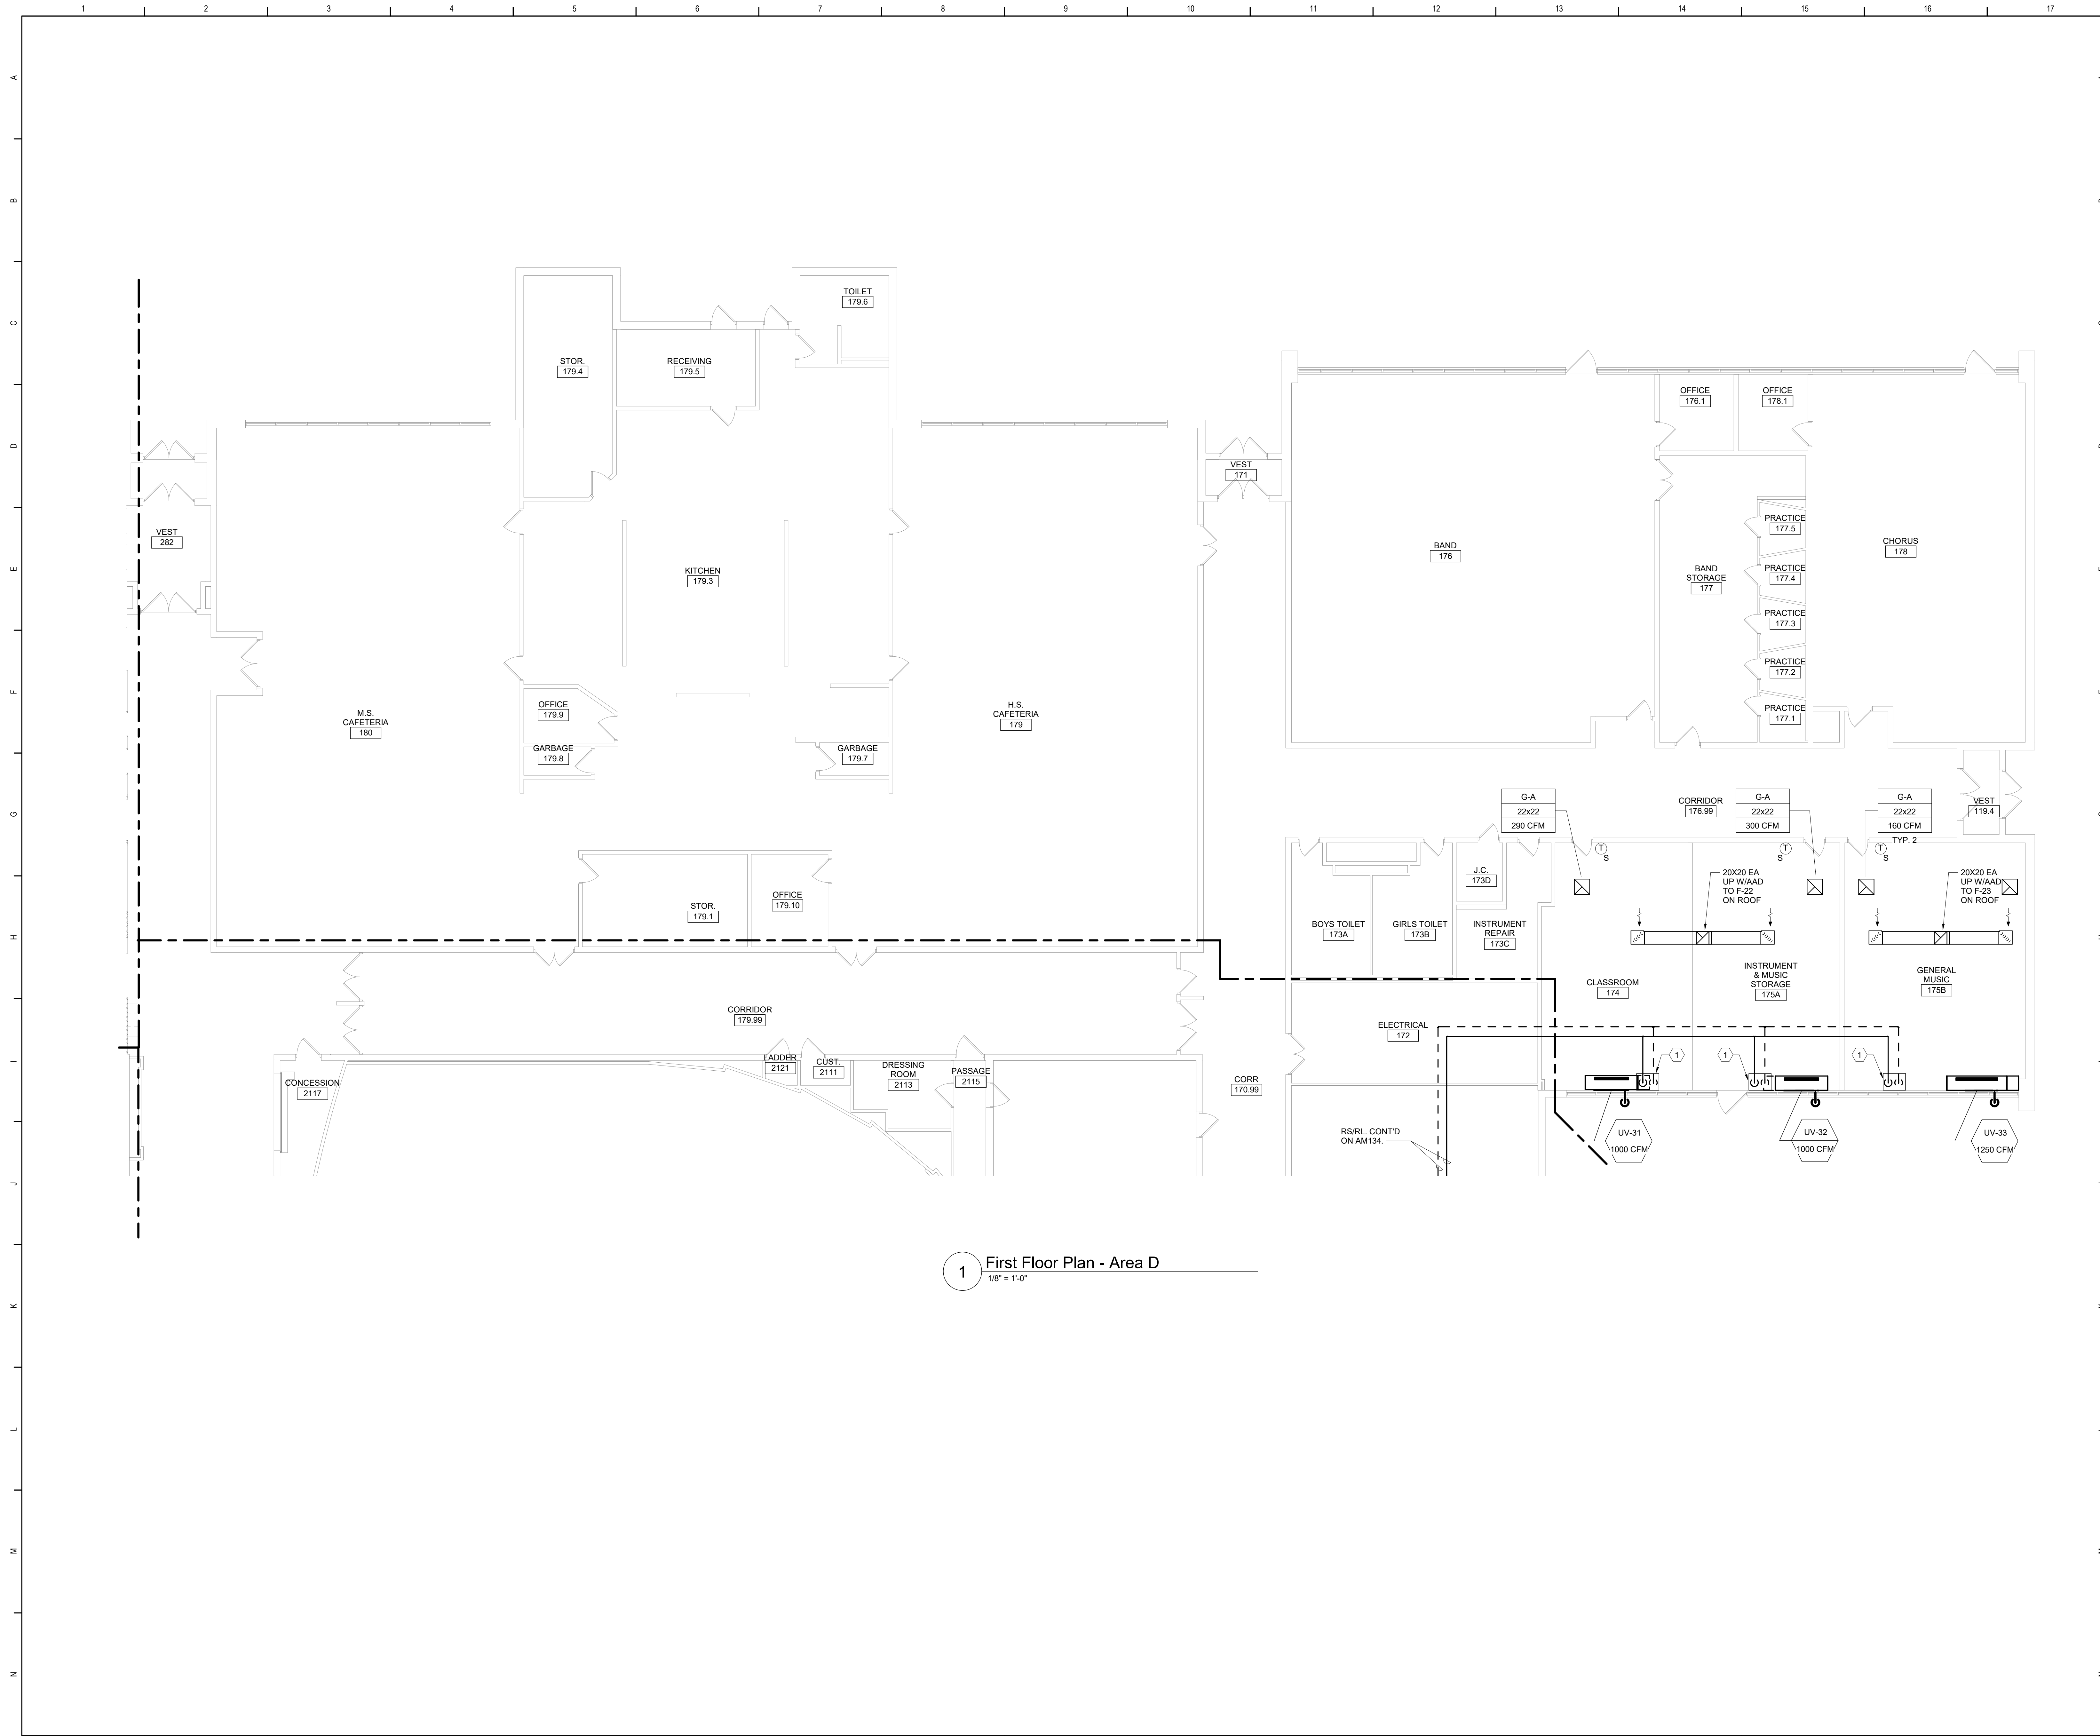 1 2 3 4 5 6 7 8 9 10 11 12 13 14 15 16 17
A
B
C
D
E
F
G
H
I
J
K
L
M
N
TOILET
179.6
STOR.
179.4
RECEIVING
179.5
OFFICE
176.1
OFFICE
178.1
VEST
171
VEST
282
PRACTICE
177.5
BAND
176
CHORUS
178
KITCHEN
179.3
BAND
STORAGE
177
PRACTICE
177.4
PRACTICE
177.3
PRACTICE
177.2
PRACTICE
177.1
OFFICE
179.9
M.S.
CAFETERIA
180
H.S.
CAFETERIA
179
GARBAGE
179.8
GARBAGE
179.7
G-A
22x22
290 CFM
CORRIDOR
176.99
G-A
22x22
300 CFM
G-A
22x22
160 CFM
TYP. 2
VEST
119.4
T
S
T
S
T
S
J.C.
173D
20X20 EA
UP W/AAD
TO F-22
ON ROOF
20X20 EA
UP W/AAD
TO F-23
ON ROOF
STOR.
179.1
OFFICE
179.10
BOYS TOILET
173A
GIRLS TOILET
173B
INSTRUMENT
REPAIR
173C
CLASSROOM
174
INSTRUMENT
& MUSIC
STORAGE
175A
GENERAL
MUSIC
175B
CORRIDOR
179.99
ELECTRICAL
172
1
1
1
CONCESSION
2117
LADDER
2121
CUST.
2111
DRESSING
ROOM
2113
PASSAGE
2115
CORR
170.99
RS/RL. CONT'D
ON AM134.
UV-31
1000 CFM
UV-32
1000 CFM
UV-33
1250 CFM
1
First Floor Plan - Area D
1/8" = 1'-0"